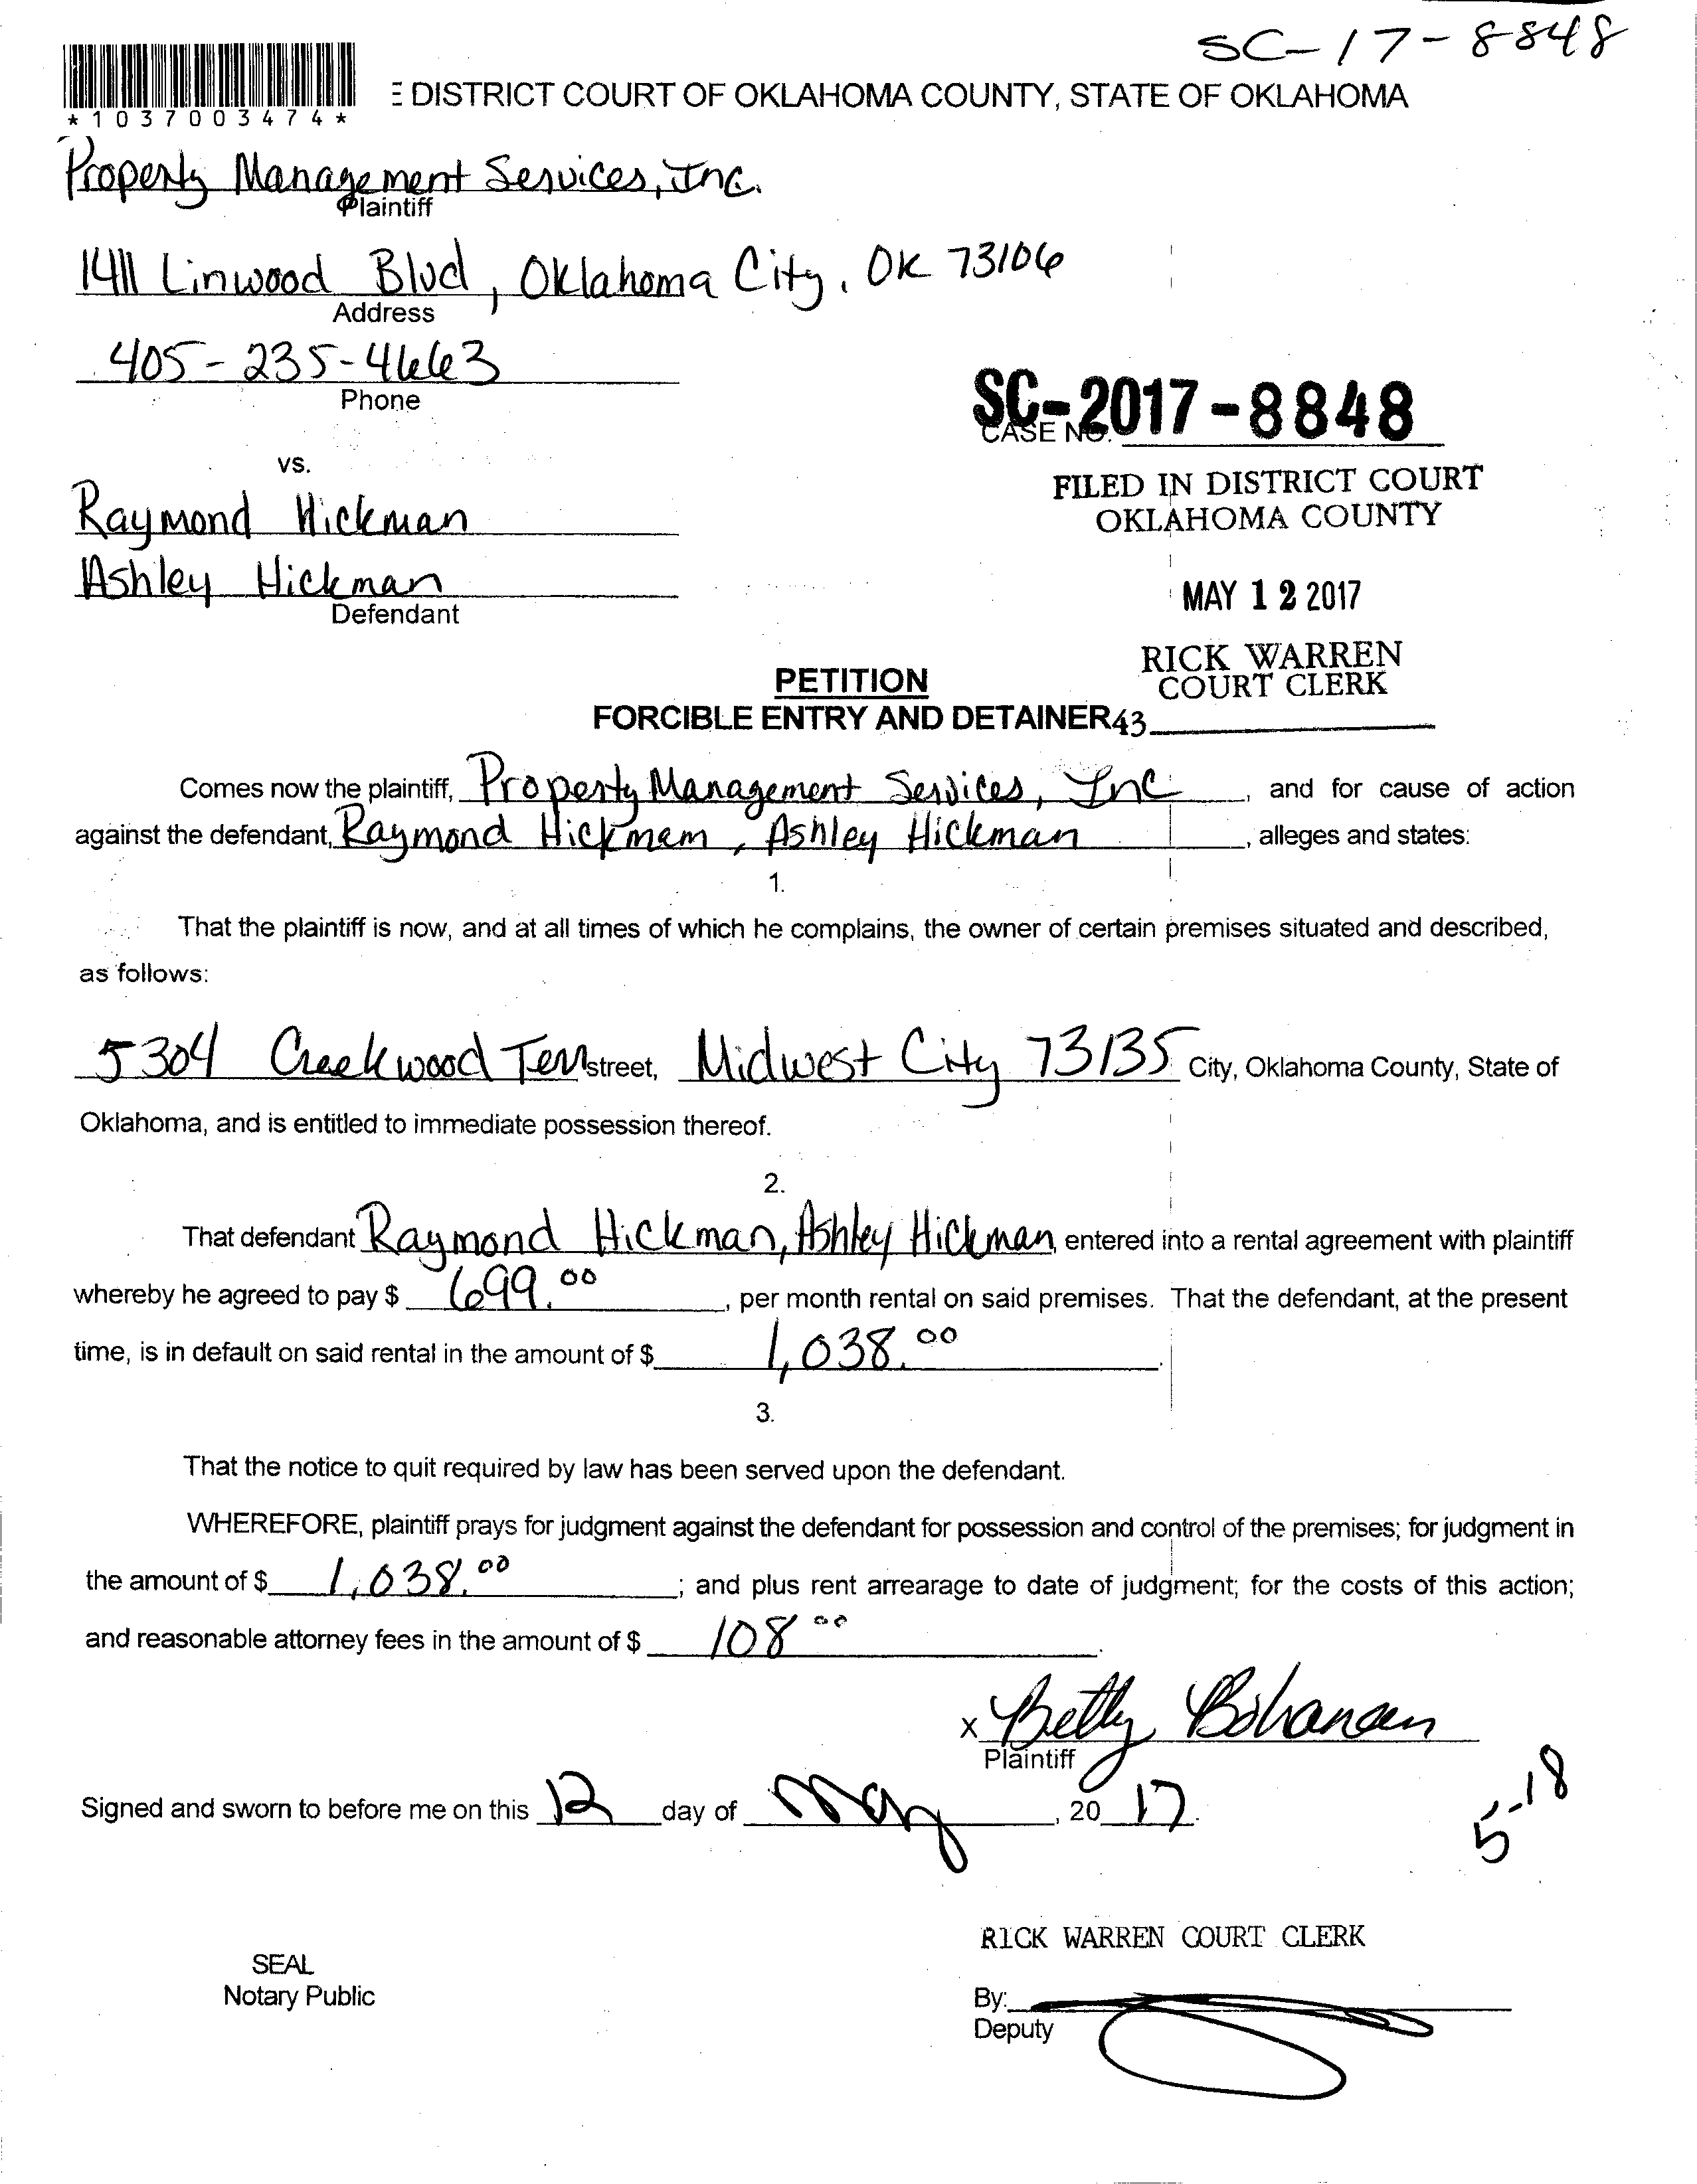 SC-17-8848
*1037003474*
DISTRICT COURT OF OKLAHOMA COUNTY, STATE OF OKLAHOMA
Property Management Services, Inc.
Plaintiff
1411 Linwood Blvd, Oklahoma City, OK 73106
Address
405-235-4663
Phone
SC-2017-8848
CASE NO.
vs.
FILED IN DISTRICT COURT
OKLAHOMA COUNTY
Raymond Hickman
Ashley Hickman
Defendant
MAY 12 2017
RICK WARREN
COURT CLERK
PETITION
FORCIBLE ENTRY AND DETAINER
43
Comes now the plaintiff, Property Management Services, Inc, and for cause of action
against the defendant, Raymond Hickmem, Ashley Hickman, alleges and states:
1.
That the plaintiff is now, and at all times of which he complains, the owner of certain premises situated and described,
as follows:
5304 Creekwood Terr street, Midwest City 73135 City, Oklahoma County, State of
Oklahoma, and is entitled to immediate possession thereof.
2.
That defendant Raymond Hickman, Ashley Hickman, entered into a rental agreement with plaintiff
whereby he agreed to pay $ 699.00, per month rental on said premises. That the defendant, at the present
time, is in default on said rental in the amount of $ 1,038.00.
3.
That the notice to quit required by law has been served upon the defendant.
WHEREFORE, plaintiff prays for judgment against the defendant for possession and control of the premises; for judgment in
the amount of $ 1,038.00; and plus rent arrearage to date of judgment; for the costs of this action;
and reasonable attorney fees in the amount of $ 108 00.
x Betty Bohanan
Plaintiff
Signed and sworn to before me on this 12 day of May, 20 17.
5-18
RICK WARREN COURT CLERK
SEAL
Notary Public
By:
Deputy